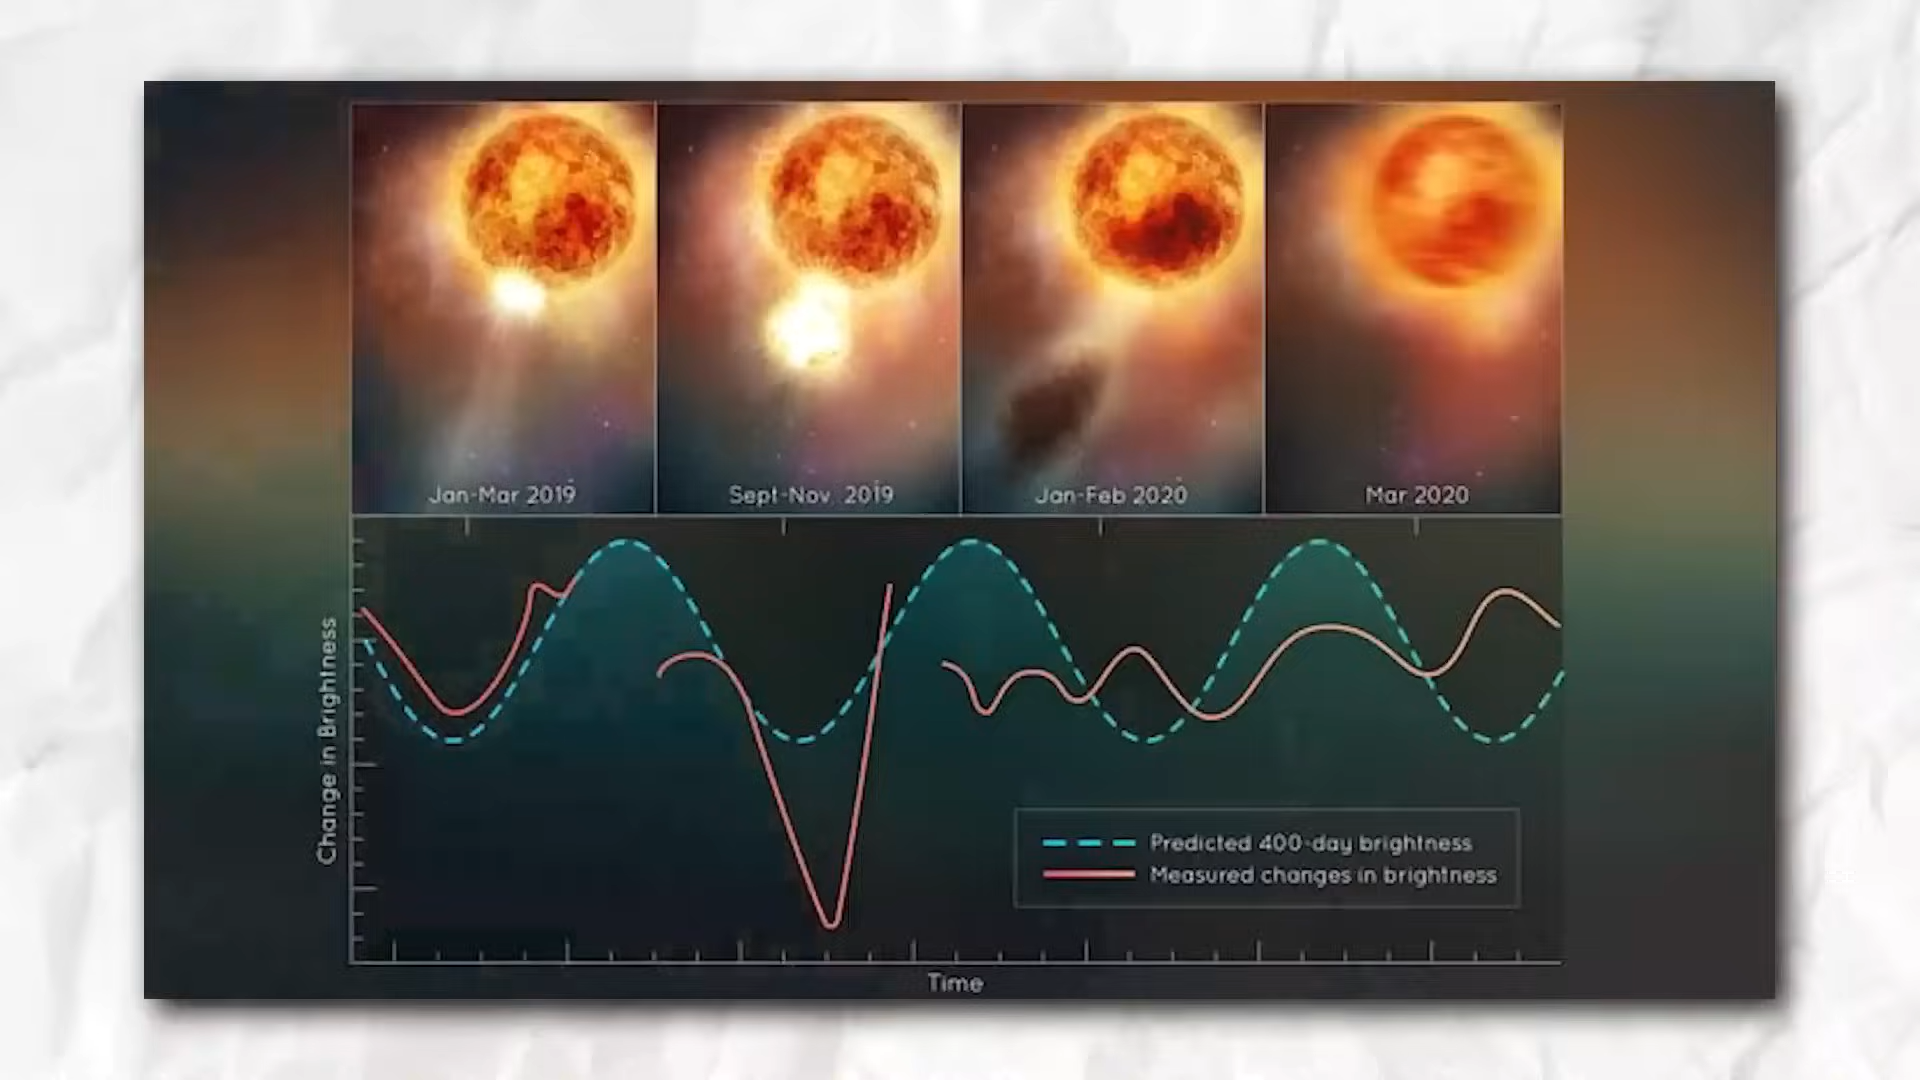 Jan-Mar 2019
Sept-Nov 2019
Jan-Feb 2020
Mar 2020
Change in Brightness
Predicted 400-day brightness
Measured changes in brightness
Time